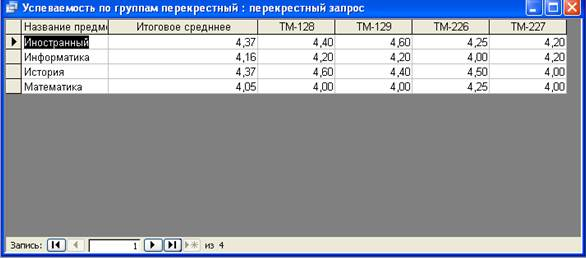 Успеваемость по группам перекрестный : перекрестный запрос
Название предме Итоговое средннее ТМ-128 ТМ-129 ТМ-226 ТМ-227
Иностранный 4,37 4,40 4,60 4,25 4,20
Информатика 4,16 4,20 4,20 4,00 4,20
История 4,37 4,60 4,40 4,50 4,00
Математика 4,05 4,00 4,00 4,25 4,00
Запись: 1 из 4